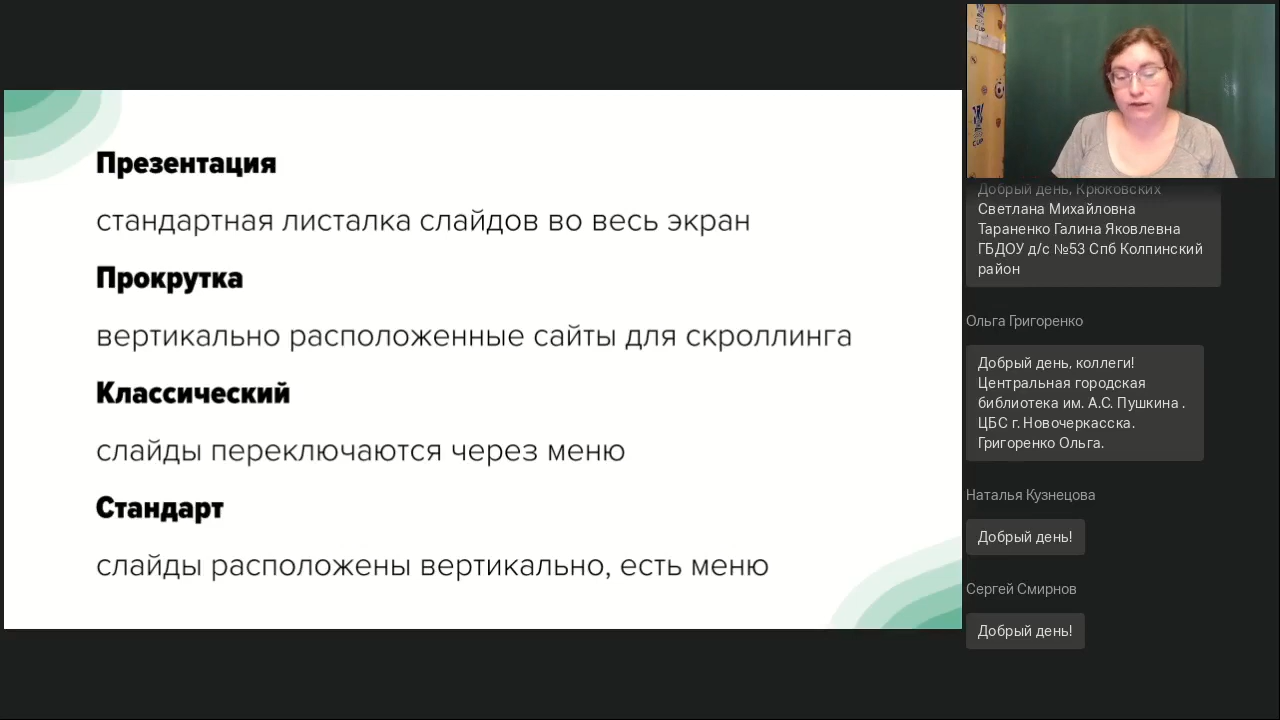 Презентация
стандартная листалка слайдов во весь экран
Прокрутка
вертикально расположенные сайты для скроллинга
Классический
слайды переключаются через меню
Стандарт
слайды расположены вертикально, есть меню
CUP
CUP
Добрый день, Крюковских
Светлана Михайловна
Тараненко Галина Яковлевна
ГБДОУ д/с №53 Спб Колпинский
район
Ольга Григоренко
Добрый день, коллеги!
Центральная городская
библиотека им. А.С. Пушкина .
ЦБС г. Новочеркасска.
Григоренко Ольга.
Наталья Кузнецова
Добрый день!
Сергей Смирнов
Добрый день!